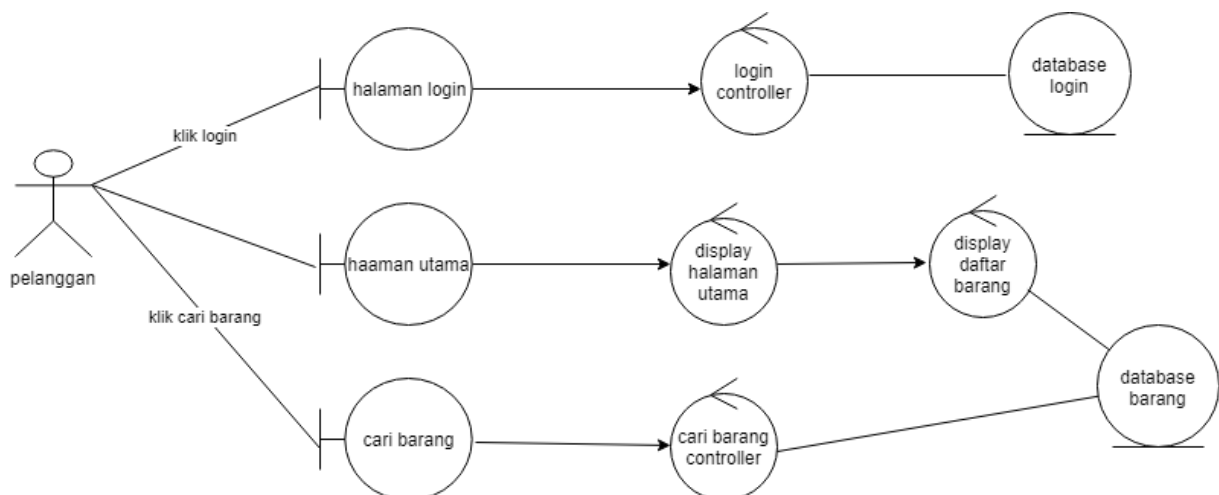 halaman login
login
controller
database
login
klik login
pelanggan
haaman utama
display
halaman
utama
display
daftar
barang
klik cari barang
cari barang
cari barang
controller
database
barang